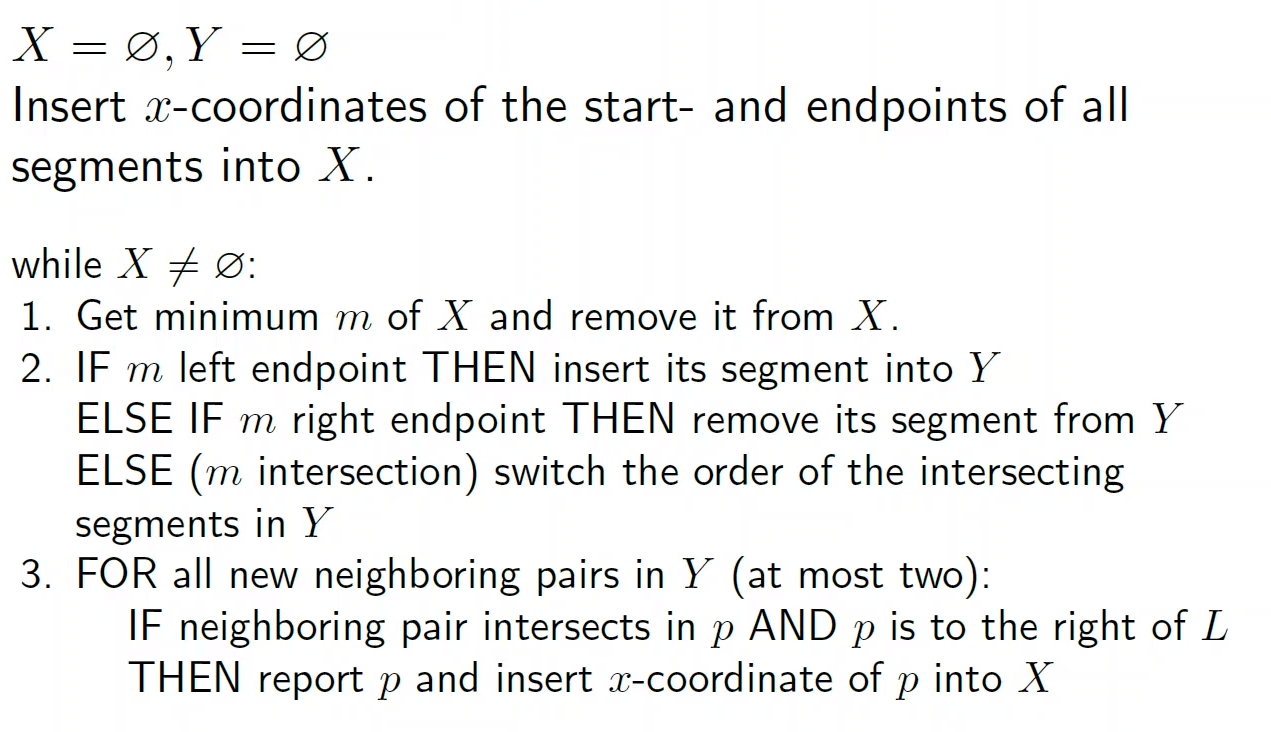 X = ∅, Y = ∅
Insert x-coordinates of the start- and endpoints of all
segments into X.
while X ≠ ∅:
1. Get minimum m of X and remove it from X.
2. IF m left endpoint THEN insert its segment into Y
ELSE IF m right endpoint THEN remove its segment from Y
ELSE (m intersection) switch the order of the intersecting
segments in Y
3. FOR all new neighboring pairs in Y (at most two):
IF neighboring pair intersects in p AND p is to the right of L
THEN report p and insert x-coordinate of p into X